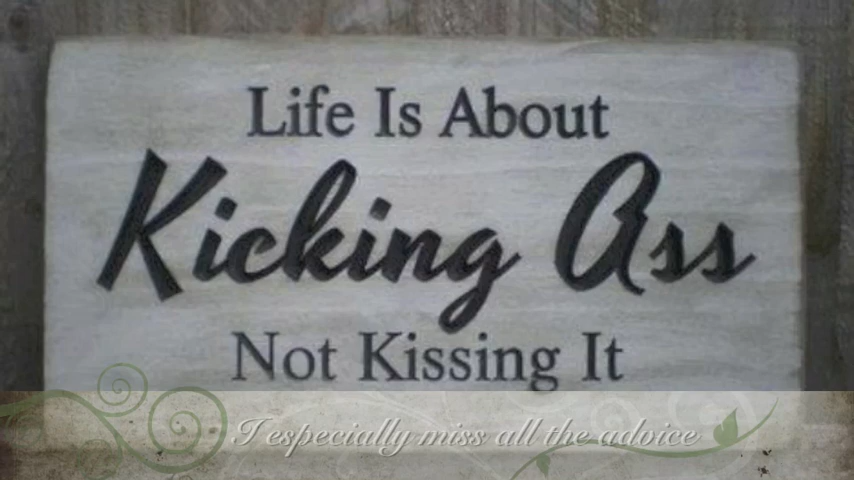 Life Is About
Kicking Ass
Not Kissing It
I especially miss all the advice